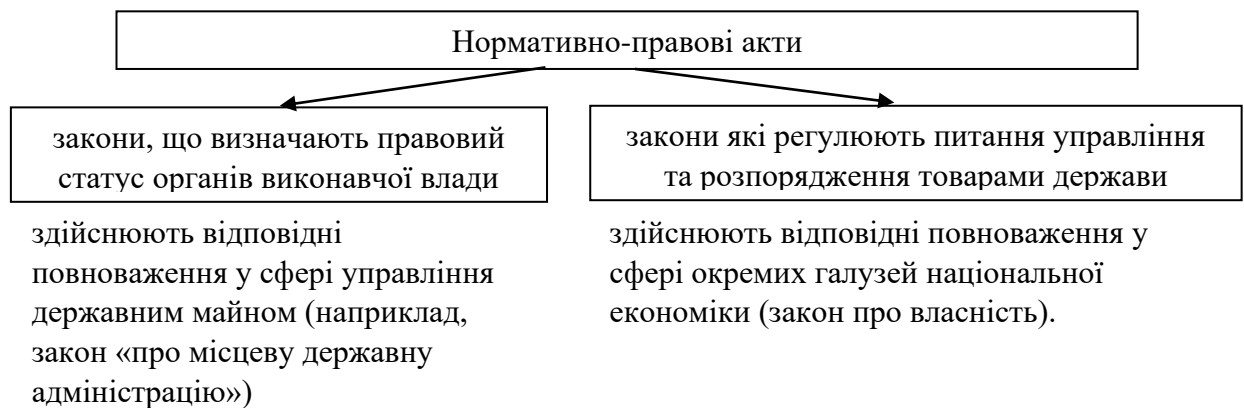 Нормативно-правові акти
закони, що визначають правовий
статус органів виконавчої влади
закони які регулюють питання управління
та розпорядження товарами держави
здійснюють відповідні
повноваження у сфері управління
державним майном (наприклад,
закон «про місцеву державну
адміністрацію»)
здійснюють відповідні повноваження у
сфері окремих галузей національної
економіки (закон про власність).